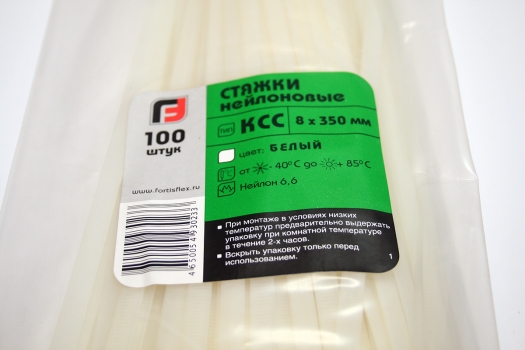 СТЯЖКИ
НЕЙЛОНОВЫЕ
тип КСС 8 x 350 мм
цвет: БЕЛЫЙ
от - 40°C до + 85°C
Нейлон 6,6
100
штук
www.fortisflex.ru
При монтаже в условиях низких
температур предварительно выдержать
упаковку при комнатной температуре
в течение 2-х часов.
Вскрыть упаковку только перед
использованием.
1